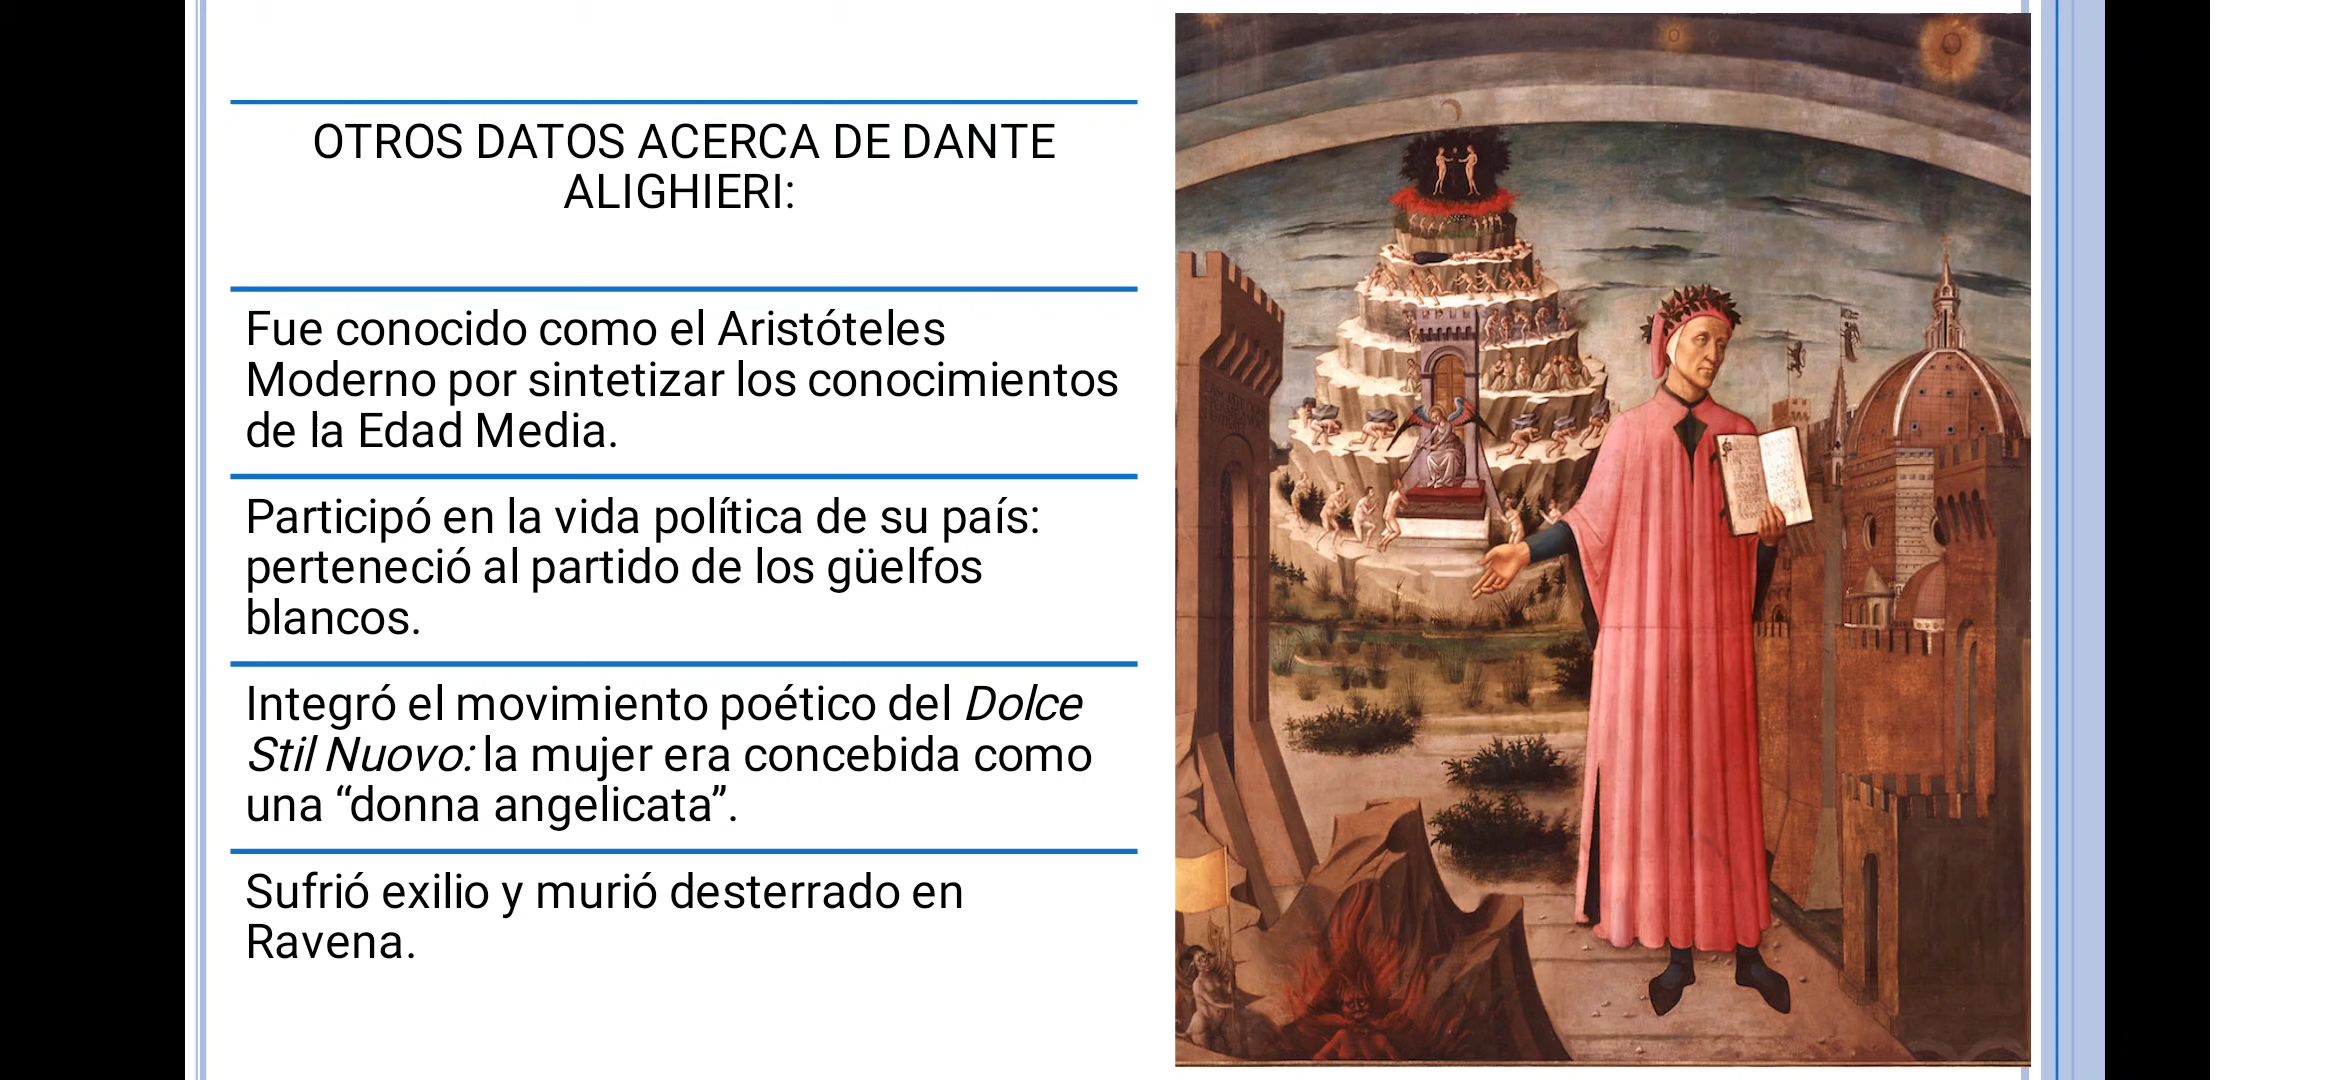 OTROS DATOS ACERCA DE DANTE
ALIGHIERI:
Fue conocido como el Aristóteles
Moderno por sintetizar los conocimientos
de la Edad Media.
Participó en la vida política de su país:
perteneció al partido de los güelfos
blancos.
Integró el movimiento poético del Dolce
Stil Nuovo: la mujer era concebida como
una “donna angelicata”.
Sufrió exilio y murió desterrado en
Ravena.